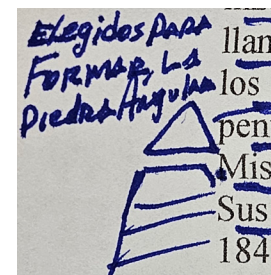 Elegidos PARA
FORMAR, LA
PiedRA AngulAR
llan
los
pen
Mis
Sus
184